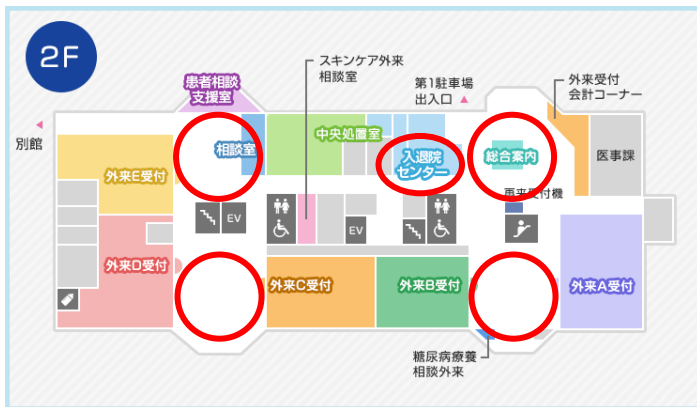 2F
スキンケア外来
相談室
患者相談
支援室
第1駐車場
出入口 ▲
外来受付
会計コーナー
◀
別館
相談室
中央処置室
入退院
センター
総合案内
医事課
外来E受付
再来受付機
EV
EV
外来D受付
外来C受付
外来B受付
外来A受付
糖尿病療養
相談外来